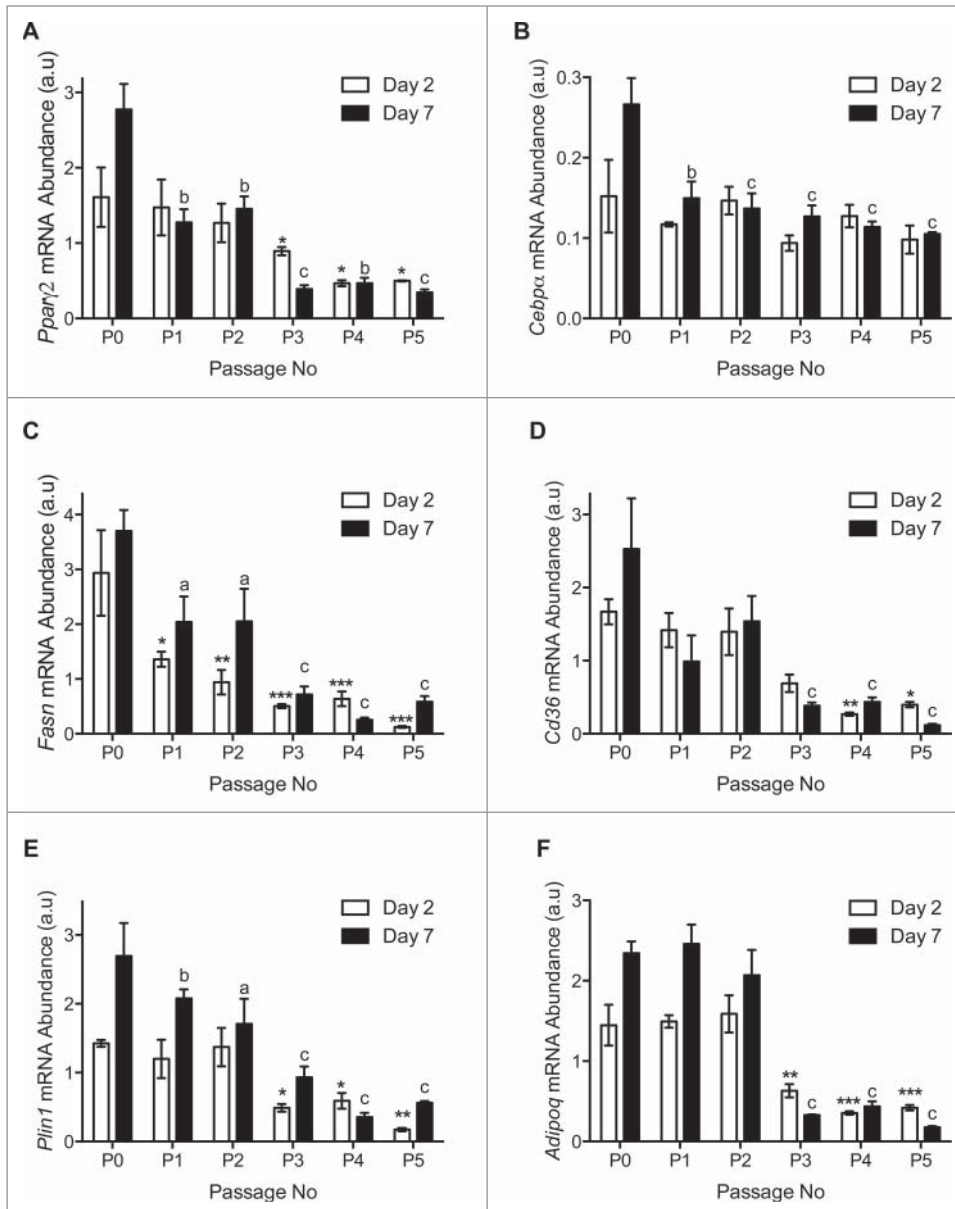 A
Pparγ2 mRNA Abundance (a.u)
Day 2
Day 7
3
2
1
0
b
b
*
c
*
b
*
c
P0 P1 P2 P3 P4 P5
Passage No
B
Cebpα mRNA Abundance (a.u)
Day 2
Day 7
0.3
0.2
0.1
0.0
b
c
c
c
c
P0 P1 P2 P3 P4 P5
Passage No
C
Fasn mRNA Abundance (a.u)
Day 2
Day 7
4
3
2
1
0
*
a
**
a
***
c
***
c
***
c
P0 P1 P2 P3 P4 P5
Passage No
D
Cd36 mRNA Abundance (a.u)
Day 2
Day 7
3
2
1
0
c
**
c
*
c
P0 P1 P2 P3 P4 P5
Passage No
E
Plin1 mRNA Abundance (a.u)
Day 2
Day 7
3
2
1
0
b
a
*
c
*
c
**
c
P0 P1 P2 P3 P4 P5
Passage No
F
Adipoq mRNA Abundance (a.u)
Day 2
Day 7
3
2
1
0
**
c
***
c
***
c
P0 P1 P2 P3 P4 P5
Passage No